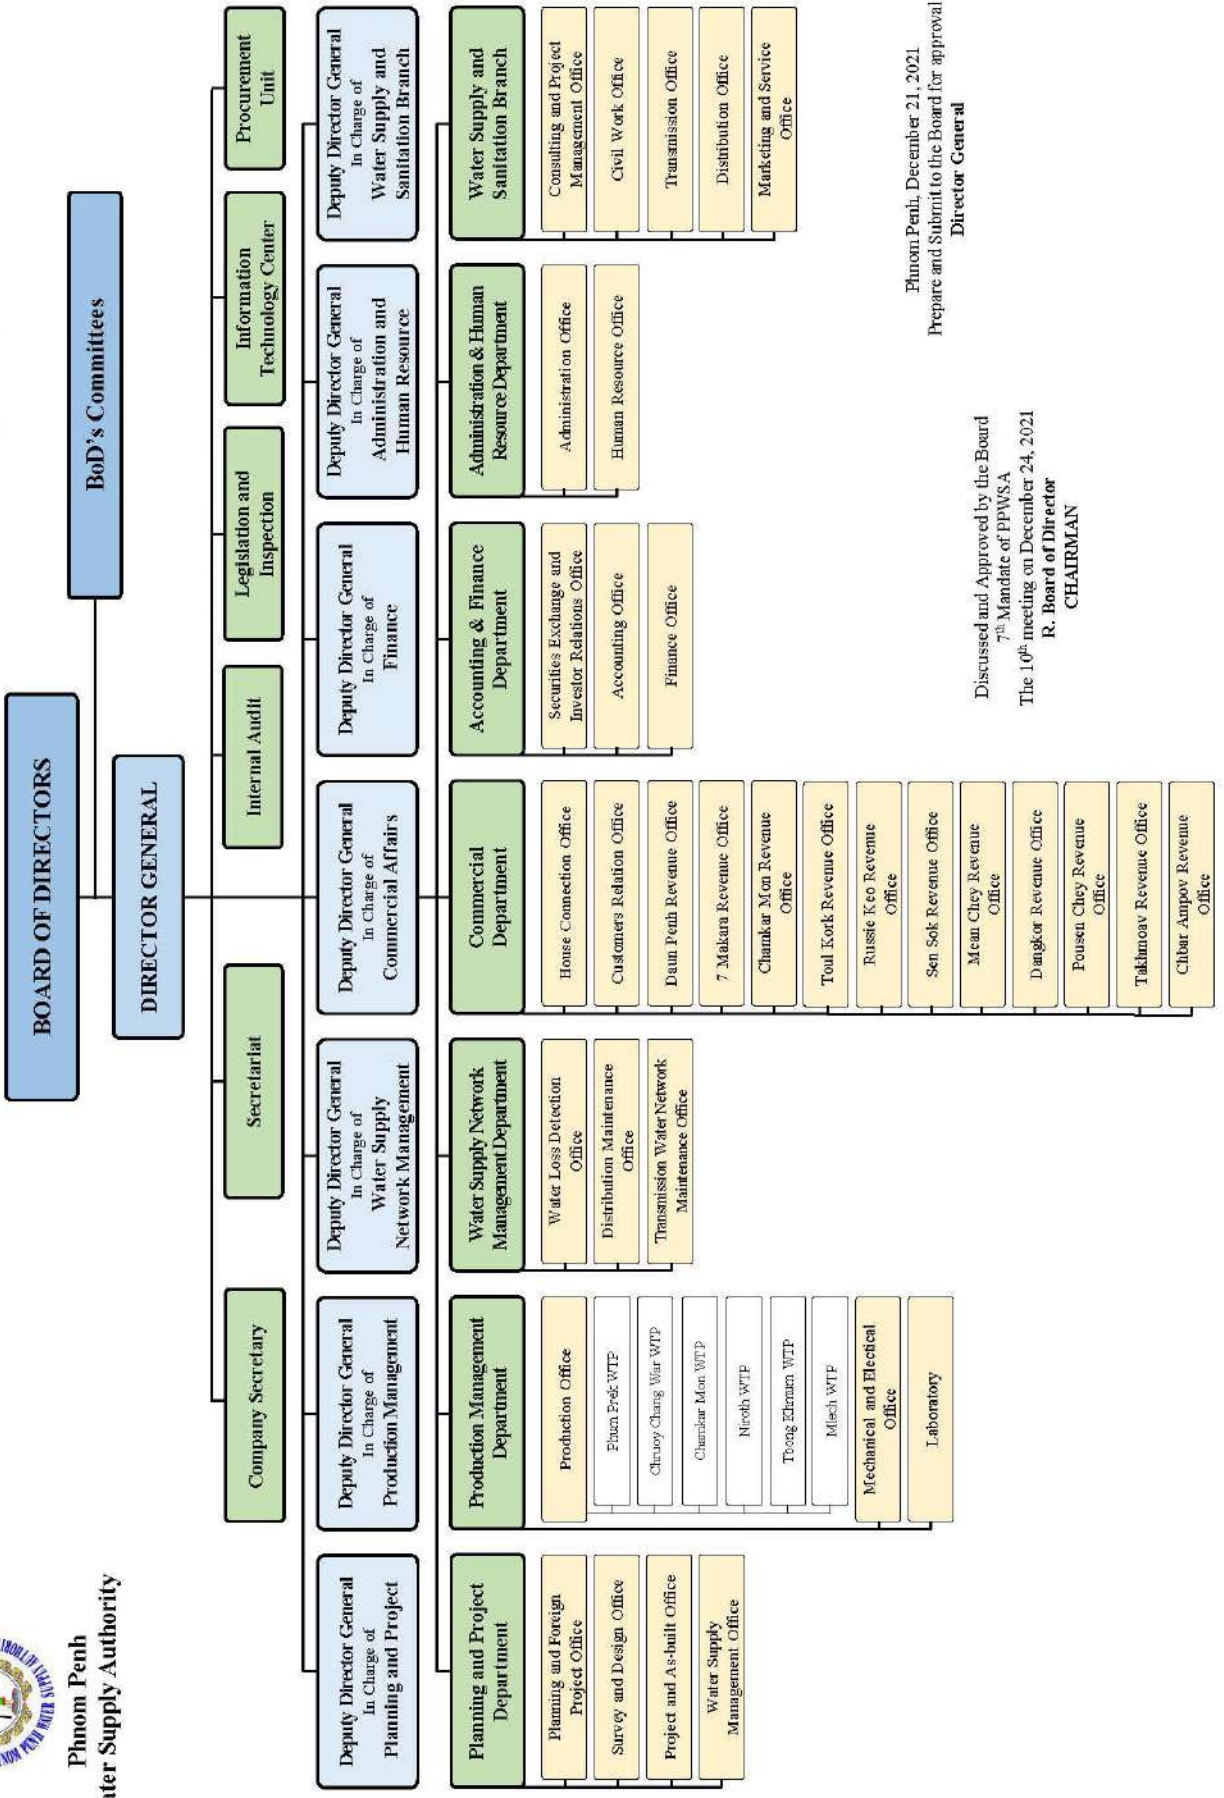 Phnom Penh
ter Supply Authority
BOARD OF DIRECTORS
BoD's Committees
DIRECTOR GENERAL
Company Secretary
Secretariat
Internal Audit
Legislation and
Inspection
Information
Technology Center
Procurement
Unit
Deputy Director General
In Charge of
Planning and Project
Deputy Director General
In Charge of
Production Management
Deputy Director General
In Charge of
Water Supply
Network Management
Deputy Director General
In Charge of
Commercial Affairs
Deputy Director General
In Charge of
Finance
Deputy Director General
In Charge of
Administration and
Human Resource
Deputy Director General
In Charge of
Water Supply and
Sanitation Branch
Planning and Project
Department
Planning and Foreign
Project Office
Survey and Design Office
Project and As-built Office
Water Supply
Management Office
Production Management
Department
Production Office
Phum Prek WTP
Chruoy Chang War WTP
Chamkar Mon WTP
Niroth WTP
Tbong Khmum WTP
Mlech WTP
Mechanical and Electical
Office
Laboratory
Water Supply Network
Management Department
Water Loss Detection
Office
Distribution Maintenance
Office
Transmission Water Network
Maintenance Office
Commercial
Department
House Connection Office
Customers Relation Office
Daun Penh Revenue Office
7 Makara Revenue Office
Chamkar Mon Revenue
Office
Toul Kork Revenue Office
Russie Keo Revenue
Office
Sen Sok Revenue Office
Mean Chey Revenue
Office
Dangkor Revenue Office
Pousen Chey Revenue
Office
Takhmoav Revenue Office
Chbar Ampov Revenue
Office
Accounting & Finance
Department
Securities Exchange and
Investor Relations Office
Accounting Office
Finance Office
Administration & Human
Resource Department
Administration Office
Human Resource Office
Water Supply and
Sanitation Branch
Consulting and Project
Management Office
Civil Work Office
Transmission Office
Distribution Office
Marketing and Service
Office
Phnom Penh, December 21, 2021
Prepare and Submit to the Board for approval
Director General
Discussed and Approved by the Board
7th Mandate of PPWSA
The 10th meeting on December 24, 2021
R. Board of Director
CHAIRMAN